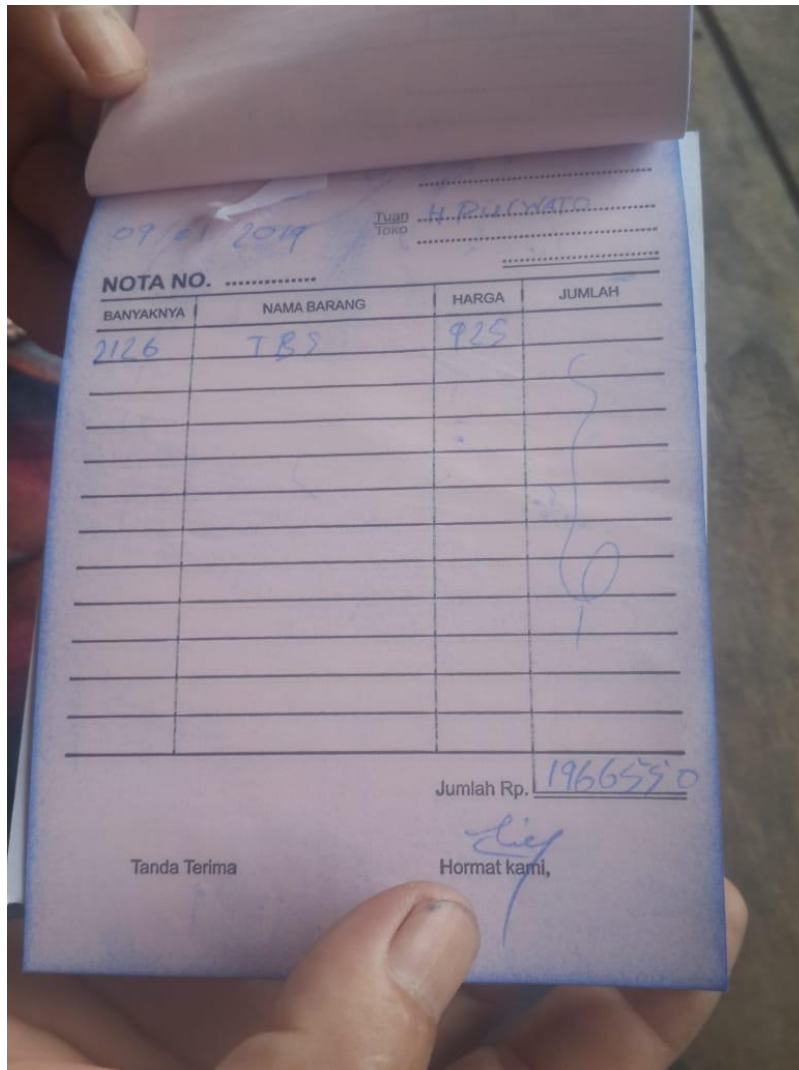 Tuan H. PURWATO
Toko
09/01 2019
NOTA NO. ..............
BANYAKNYA NAMA BARANG HARGA JUMLAH
2126 TBS 925
Jumlah Rp. 1966550
Tanda Terima Hormat kami,